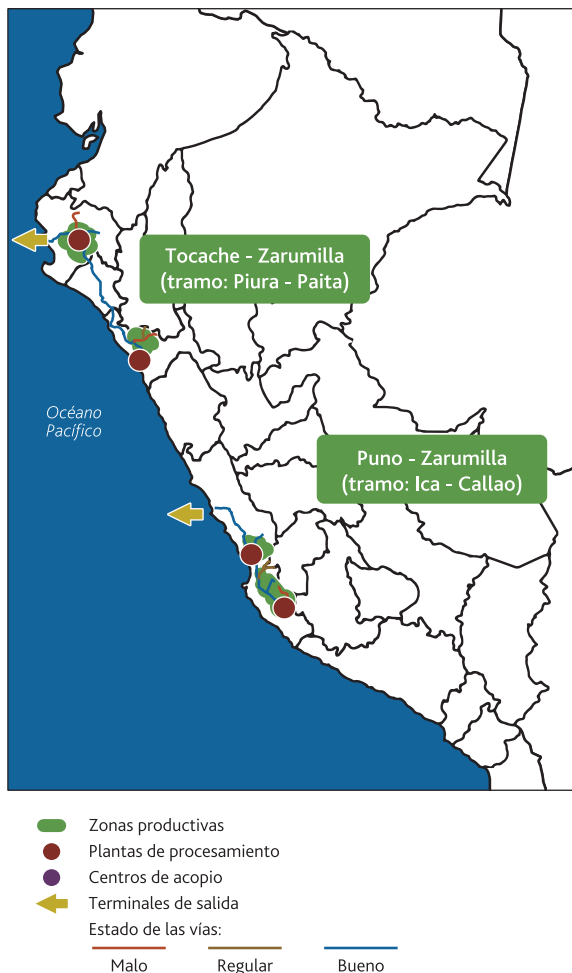 Tocache - Zarumilla
(tramo: Piura - Paita)
Océano
Pacífico
Puno - Zarumilla
(tramo: Ica - Callao)
Zonas productivas
Plantas de procesamiento
Centros de acopio
Terminales de salida
Estado de las vías:
Malo
Regular
Bueno